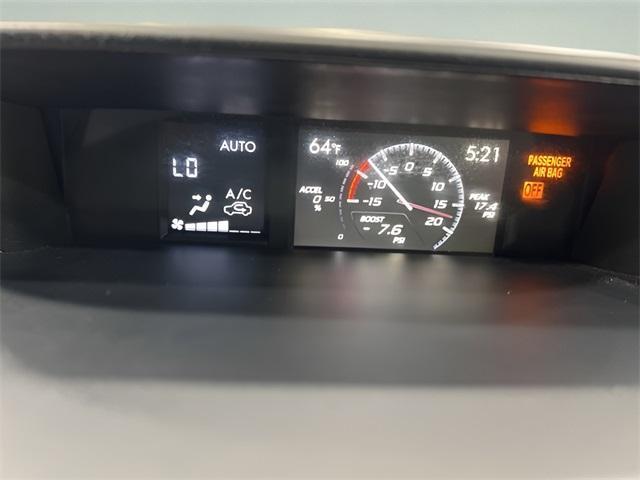 AUTO
LO
A/C
64°F
5:21
100
ACCEL
0
%
50
0
-15
-10
-5
0
5
10
15
20
BOOST
- 7.6
PSI
PEAK
17.4
PSI
PASSENGER
AIR BAG
OFF